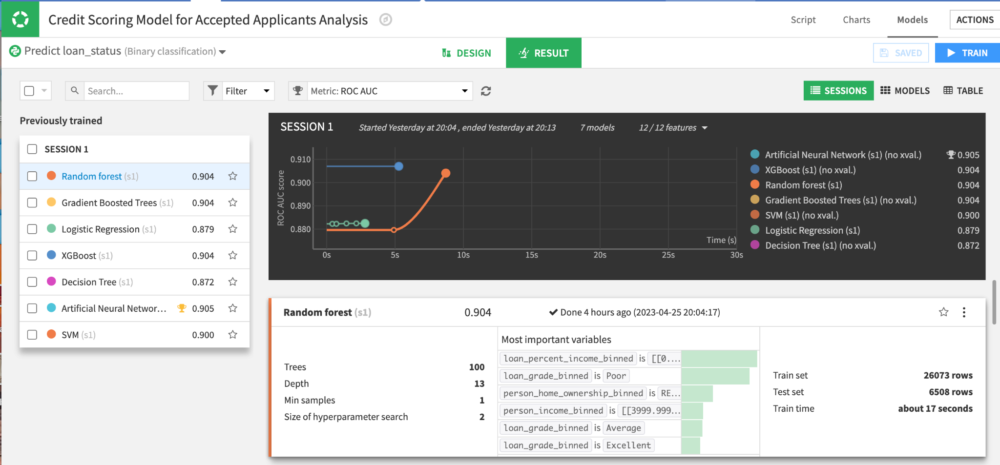 Credit Scoring Model for Accepted Applicants Analysis
Script
Charts
Models
ACTIONS
Predict loan_status (Binary classification)
DESIGN
RESULT
SAVED
TRAIN
Search...
Filter
Metric: ROC AUC
SESSIONS
MODELS
TABLE
Previously trained
SESSION 1
Random forest (s1) 0.904
Gradient Boosted Trees (s1) 0.904
Logistic Regression (s1) 0.879
XGBoost (s1) 0.904
Decision Tree (s1) 0.872
Artificial Neural Networ... 0.905
SVM (s1) 0.900
SESSION 1
Started Yesterday at 20:04 , ended Yesterday at 20:13
7 models
12 / 12 features
ROC AUC score
0.910
0.900
0.890
0.880
Time (s)
0s 5s 10s 15s 20s 25s 30s
Artificial Neural Network (s1) (no xval.) 0.905
XGBoost (s1) (no xval.) 0.904
Random forest (s1) 0.904
Gradient Boosted Trees (s1) (no xval.) 0.904
SVM (s1) (no xval.) 0.900
Logistic Regression (s1) 0.879
Decision Tree (s1) (no xval.) 0.872
Random forest (s1)
0.904
Done 4 hours ago (2023-04-25 20:04:17)
Trees 100
Depth 13
Min samples 1
Size of hyperparameter search 2
Most important variables
loan_percent_income_binned is [[0....
loan_grade_binned is Poor
person_home_ownership_binned is RE...
person_income_binned is [[3999.999...
loan_grade_binned is Average
loan_grade_binned is Excellent
Train set 26073 rows
Test set 6508 rows
Train time about 17 seconds